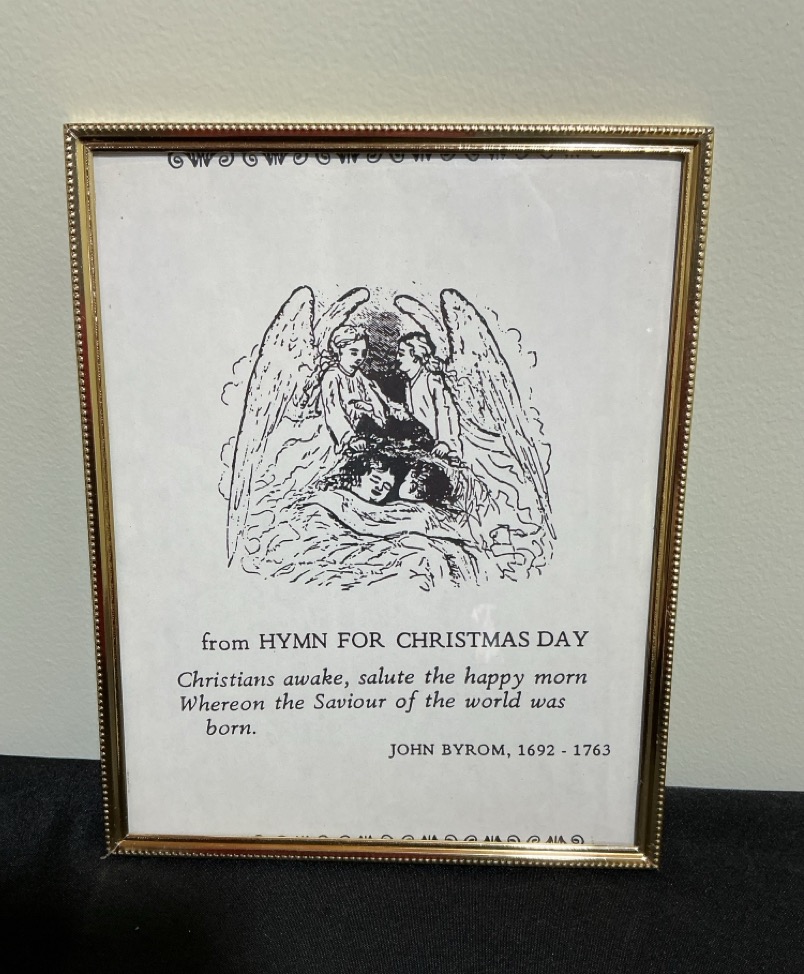 from HYMN FOR CHRISTMAS DAY
Christians awake, salute the happy morn
Whereon the Saviour of the world was
born.
JOHN BYROM, 1692 - 1763